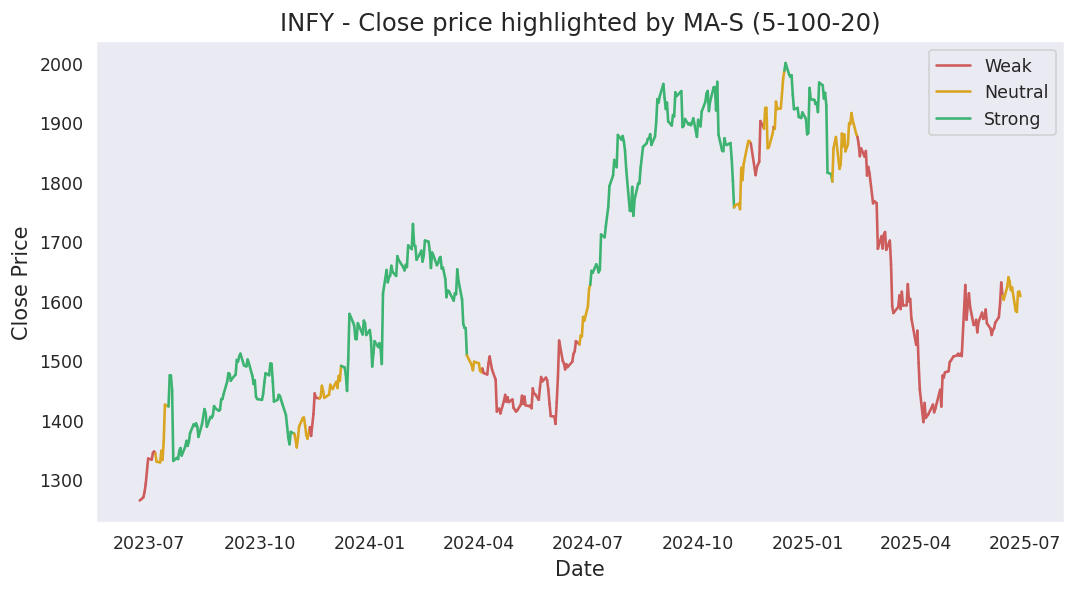 INFY - Close price highlighted by MA-S (5-100-20)
Weak
Neutral
Strong
Close Price
2000
1900
1800
1700
1600
1500
1400
1300
2023-07 2023-10 2024-01 2024-04 2024-07 2024-10 2025-01 2025-04 2025-07
Date